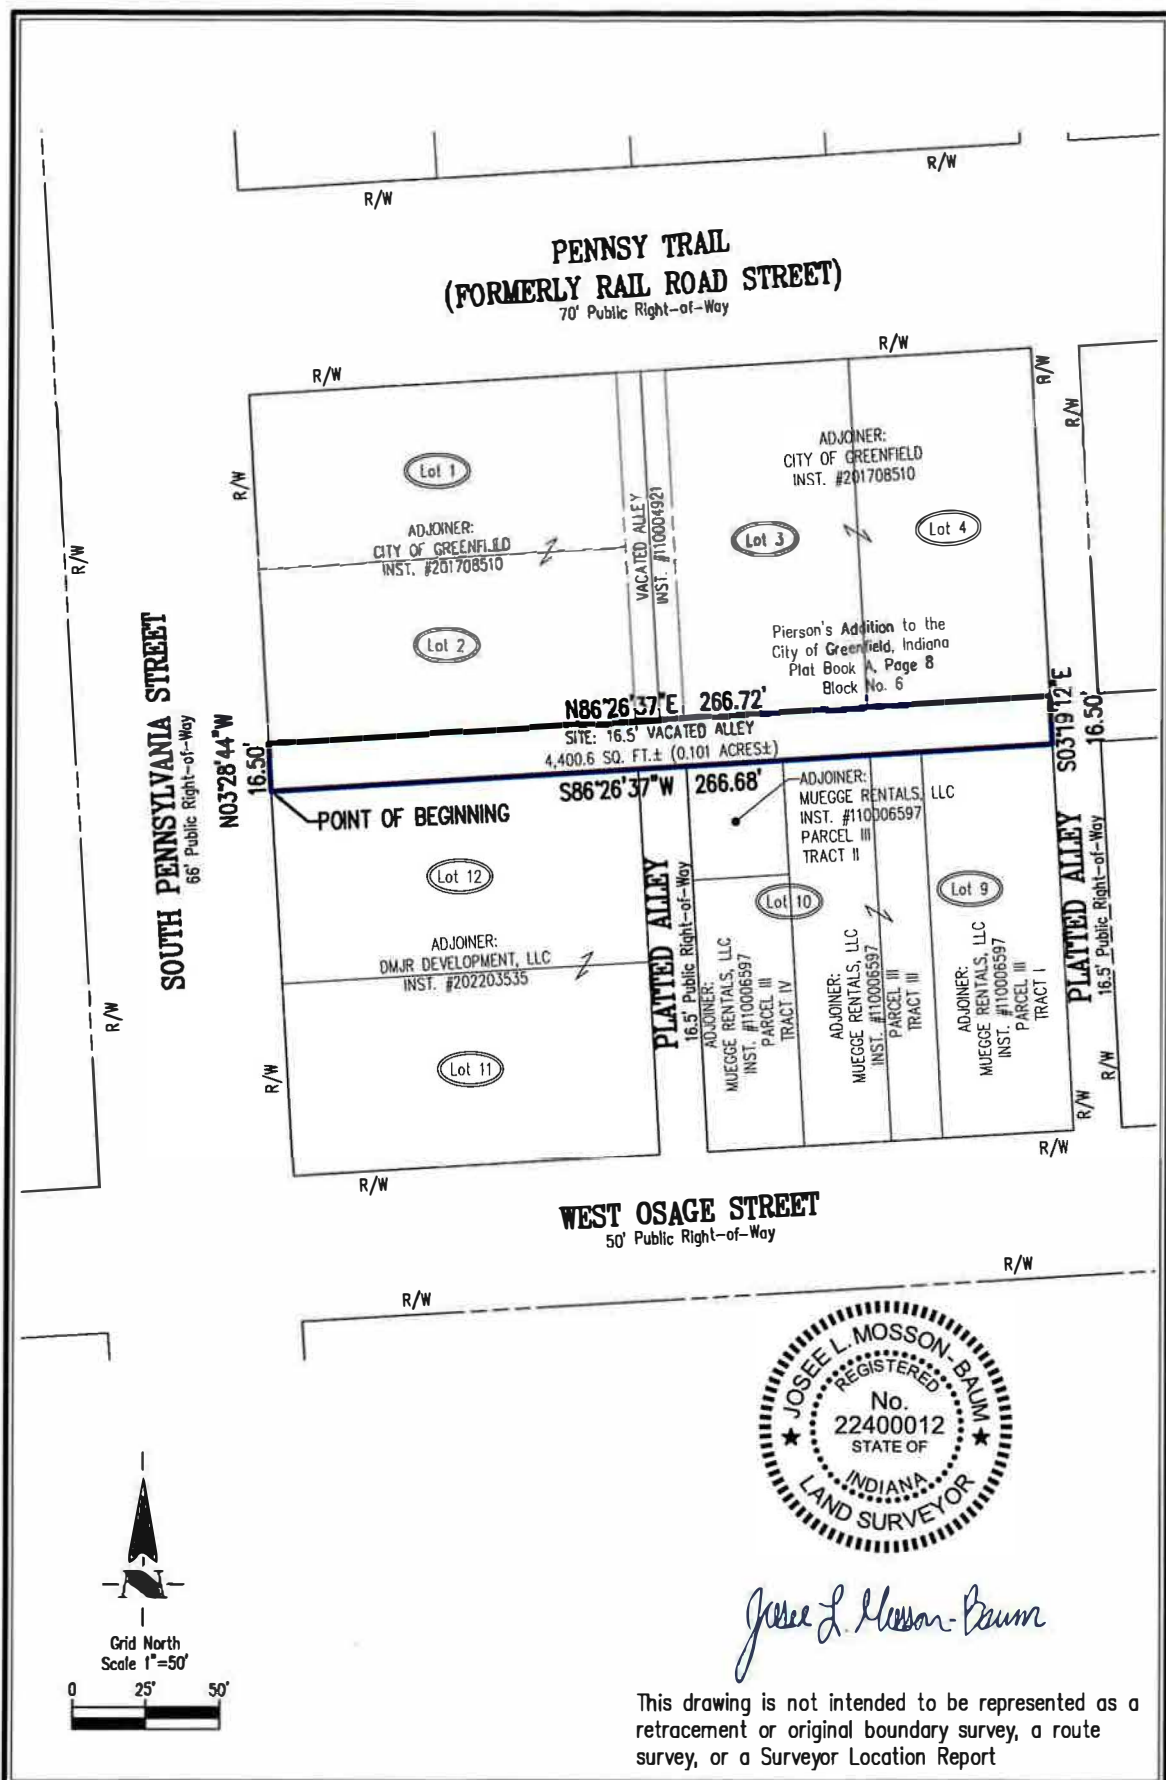 R/W
R/W
PENNSY TRAIL
(FORMERLY RAIL ROAD STREET)
70' Public Right-of-Way
R/W
R/W
R/W
R/W
R/W
R/W
Lot 1
ADJOINER:
CITY OF GREENFIELD
INST. #201708510
Lot 2
VACATED ALLEY
INST. #110004921
ADJOINER:
CITY OF GREENFIELD
INST. #201708510
Lot 3
Lot 4
Pierson's Addition to the
City of Greenfield, Indiana
Plat Book A, Page 8
Block No. 6
SOUTH PENNSYLVANIA STREET
66' Public Right-of-Way
N03°28'44"W
16.50'
N86°26'37"E 266.72'
SITE: 16.5' VACATED ALLEY
4,400.6 SQ. FT.± (0.101 ACRES±)
S86°26'37"W 266.68'
S03°19'12"E
16.50'
POINT OF BEGINNING
ADJOINER:
MUEGGE RENTALS, LLC
INST. #110006597
PARCEL III
TRACT II
Lot 12
ADJOINER:
DMJR DEVELOPMENT, LLC
INST. #202203535
Lot 11
PLATTED ALLEY
16.5' Public Right-of-Way
Lot 10
Lot 9
ADJOINER:
MUEGGE RENTALS, LLC
INST. #110006597
PARCEL III
TRACT IV
ADJOINER:
MUEGGE RENTALS, LLC
INST. #110006597
PARCEL III
TRACT III
ADJOINER:
MUEGGE RENTALS, LLC
INST. #110006597
PARCEL III
TRACT I
PLATTED ALLEY
16.5' Public Right-of-Way
R/W
R/W
R/W
R/W
R/W
R/W
WEST OSAGE STREET
50' Public Right-of-Way
R/W
R/W
JOSEE L. MOSSON-BAUM
REGISTERED
No.
22400012
STATE OF
INDIANA
LAND SURVEYOR
Josee L. Mosson-Baum
N
Grid North
Scale 1"=50'
0 25' 50'
This drawing is not intended to be represented as a
retracement or original boundary survey, a route
survey, or a Surveyor Location Report